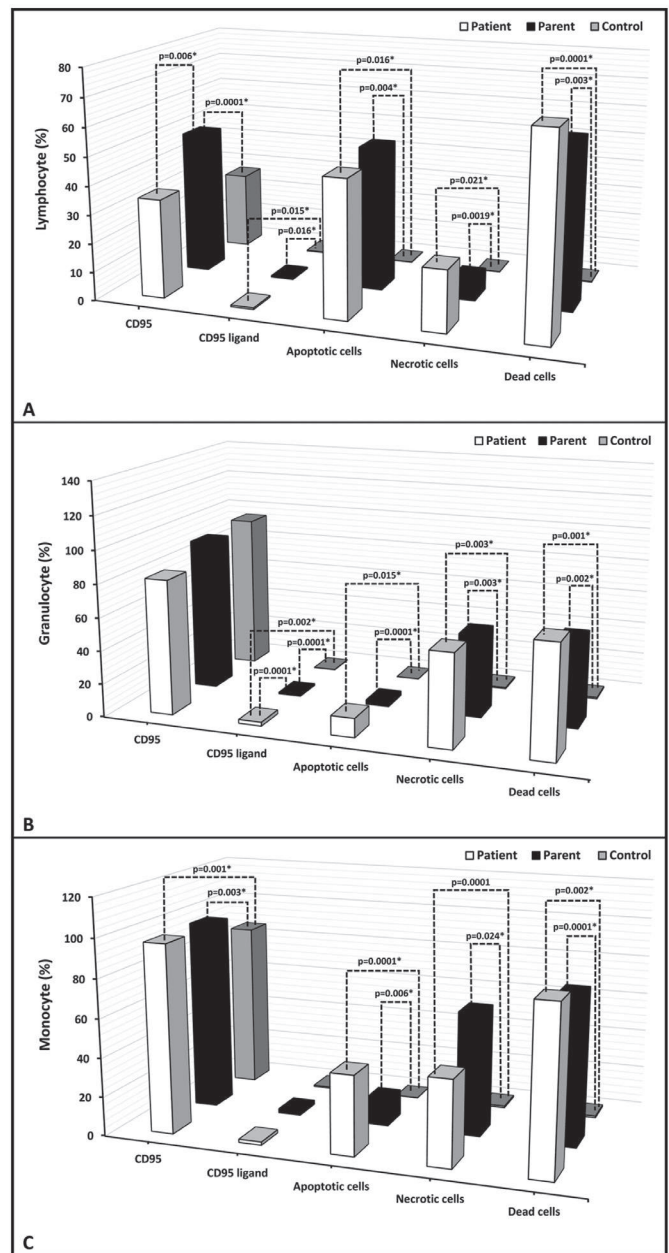 Patient Parent Control
Lymphocyte (%)
80
70
60
50
40
30
20
10
0
p=0.006*
p=0.0001*
p=0.015*
p=0.016*
p=0.016*
p=0.004*
p=0.021*
p=0.0019*
p=0.0001*
p=0.003*
CD95
CD95 ligand
Apoptotic cells
Necrotic cells
Dead cells
A
Patient Parent Control
Granulocyte (%)
140
120
100
80
60
40
20
0
p=0.002*
p=0.0001*
p=0.0001*
p=0.015*
p=0.0001*
p=0.003*
p=0.003*
p=0.001*
p=0.002*
CD95
CD95 ligand
Apoptotic cells
Necrotic cells
Dead cells
B
Patient Parent Control
Monocyte (%)
120
100
80
60
40
20
0
p=0.001*
p=0.003*
p=0.0001*
p=0.006*
p=0.0001
p=0.024*
p=0.002*
p=0.0001*
CD95
CD95 ligand
Apoptotic cells
Necrotic cells
Dead cells
C